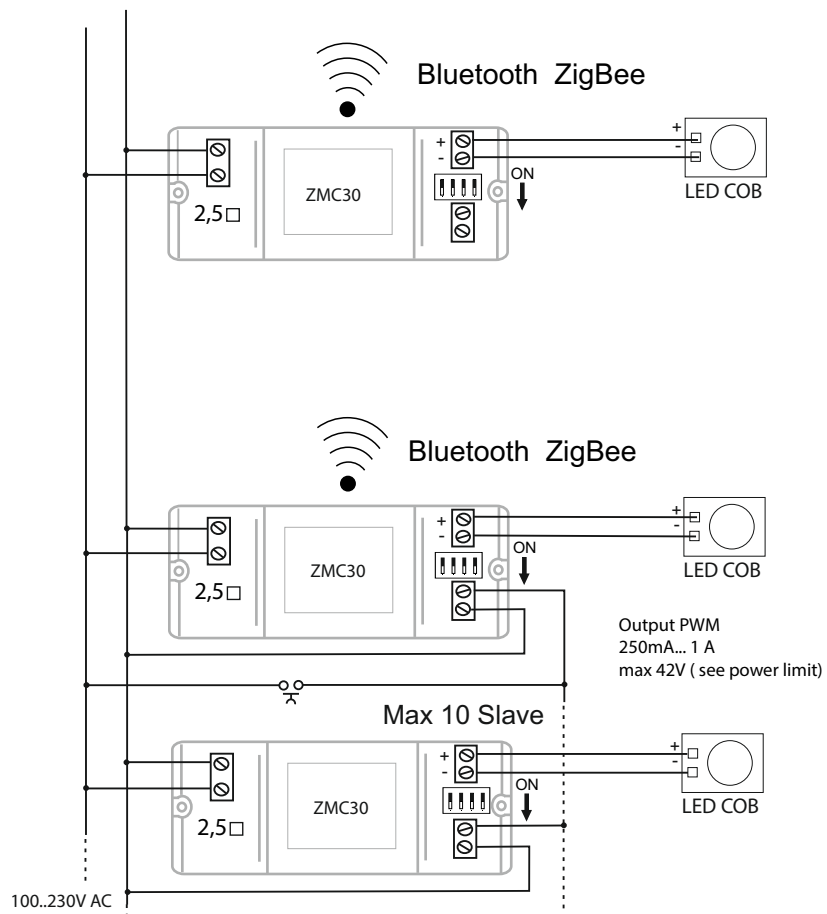 Bluetooth ZigBee
+
-
+
-
ON
ZMC30
2,5□
LED COB
Bluetooth ZigBee
+
-
+
-
ON
ZMC30
2,5□
LED COB
Output PWM
250mA... 1 A
max 42V ( see power limit)
Max 10 Slave
+
-
+
-
ON
ZMC30
2,5□
LED COB
100..230V AC